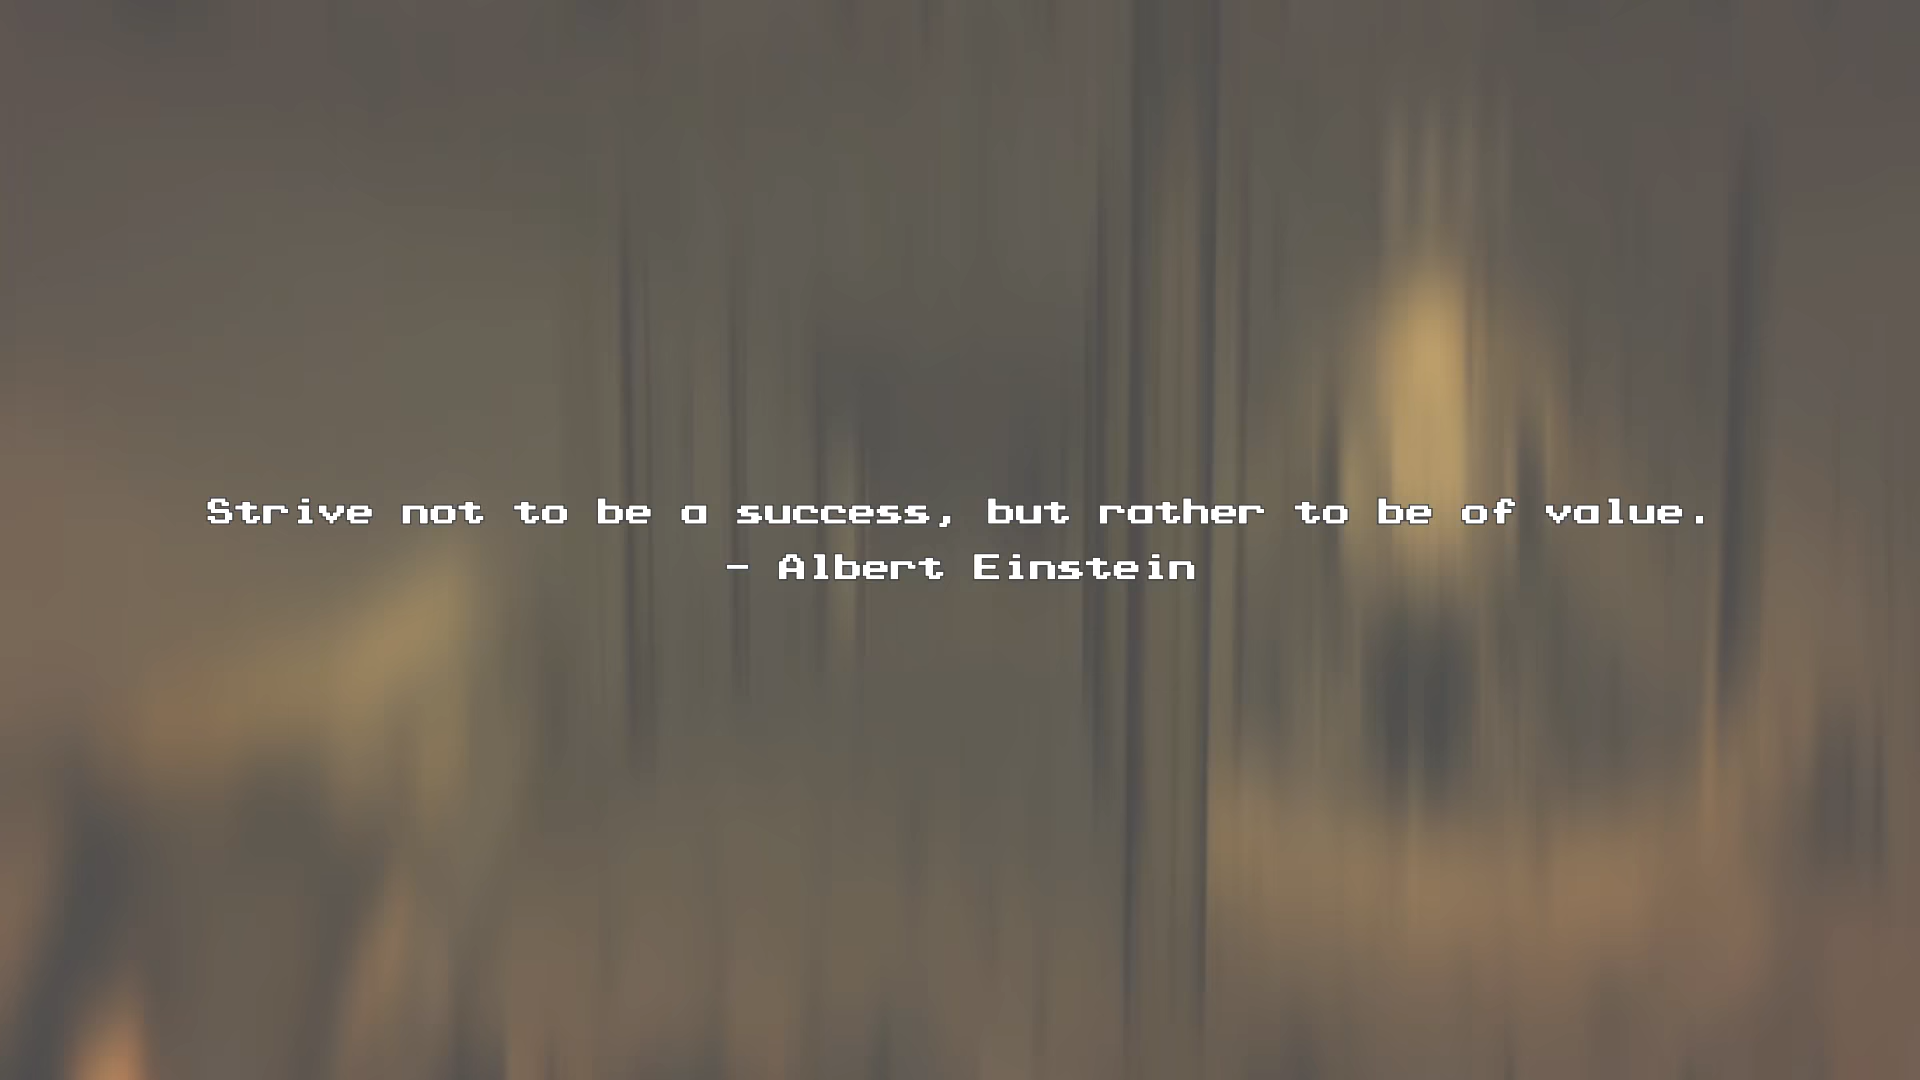 Strive not to be a success, but rather to be of value.
- Albert Einstein